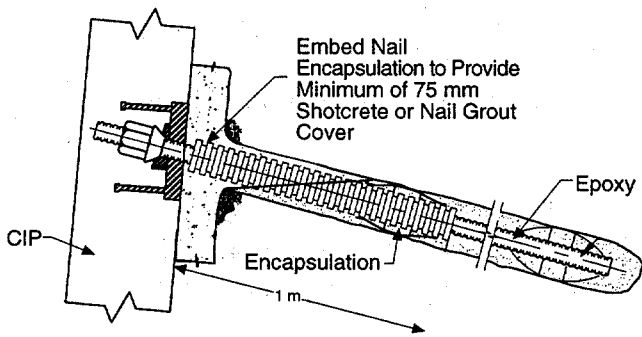 Embed Nail
Encapsulation to Provide
Minimum of 75 mm
Shotcrete or Nail Grout
Cover
Epoxy
CIP
Encapsulation
1 m